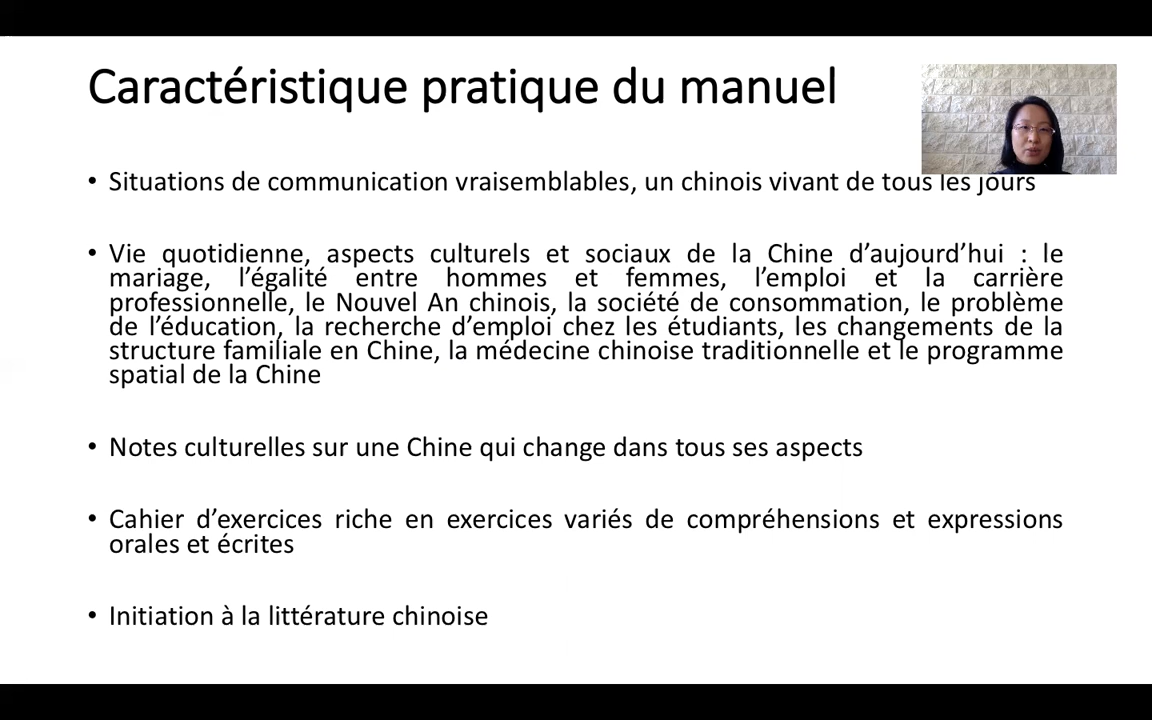 Caractéristique pratique du manuel
• Situations de communication vraisemblables, un chinois vivant de tous les jours
• Vie quotidienne, aspects culturels et sociaux de la Chine d’aujourd’hui : le
mariage, l’égalité entre hommes et femmes, l’emploi et la carrière
professionnelle, le Nouvel An chinois, la société de consommation, le problème
de l’éducation, la recherche d’emploi chez les étudiants, les changements de la
structure familiale en Chine, la médecine chinoise traditionnelle et le programme
spatial de la Chine
• Notes culturelles sur une Chine qui change dans tous ses aspects
• Cahier d’exercices riche en exercices variés de compréhensions et expressions
orales et écrites
• Initiation à la littérature chinoise